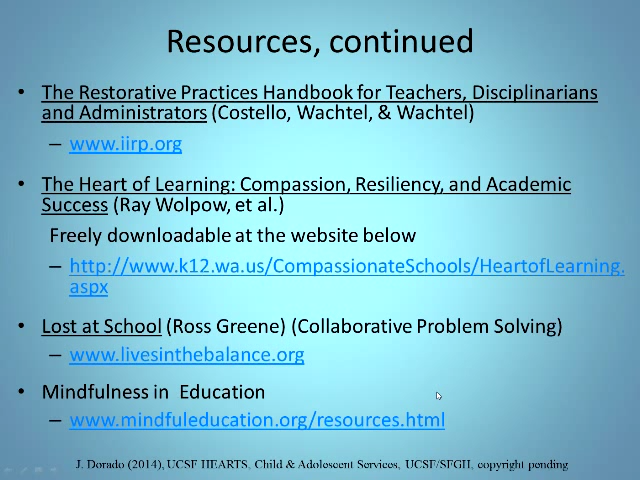 Resources, continued
• The Restorative Practices Handbook for Teachers, Disciplinarians
and Administrators (Costello, Wachtel, & Wachtel)
– www.iirp.org
• The Heart of Learning: Compassion, Resiliency, and Academic
Success (Ray Wolpow, et al.)
Freely downloadable at the website below
– http://www.k12.wa.us/CompassionateSchools/HeartofLearning.
aspx
• Lost at School (Ross Greene) (Collaborative Problem Solving)
– www.livesinthebalance.org
• Mindfulness in Education
– www.mindfuleducation.org/resources.html
J. Dorado (2014), UCSF HEARTS, Child & Adolescent Services, UCSF/SFGH, copyright pending